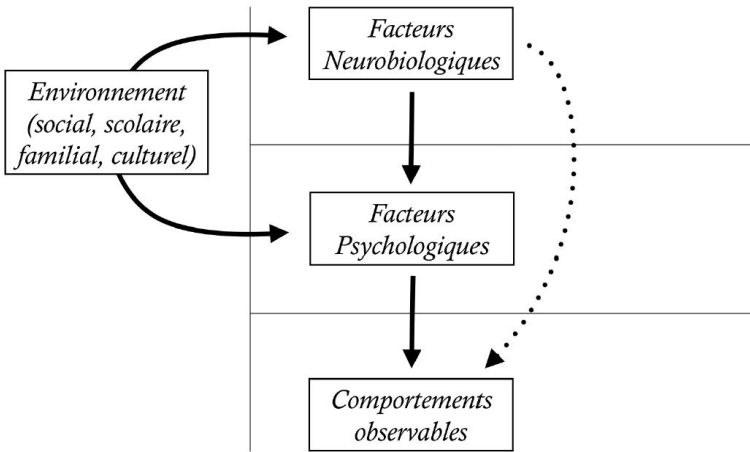 Facteurs
Neurobiologiques
Environnement
(social, scolaire,
familial, culturel)
Facteurs
Psychologiques
Comportements
observables